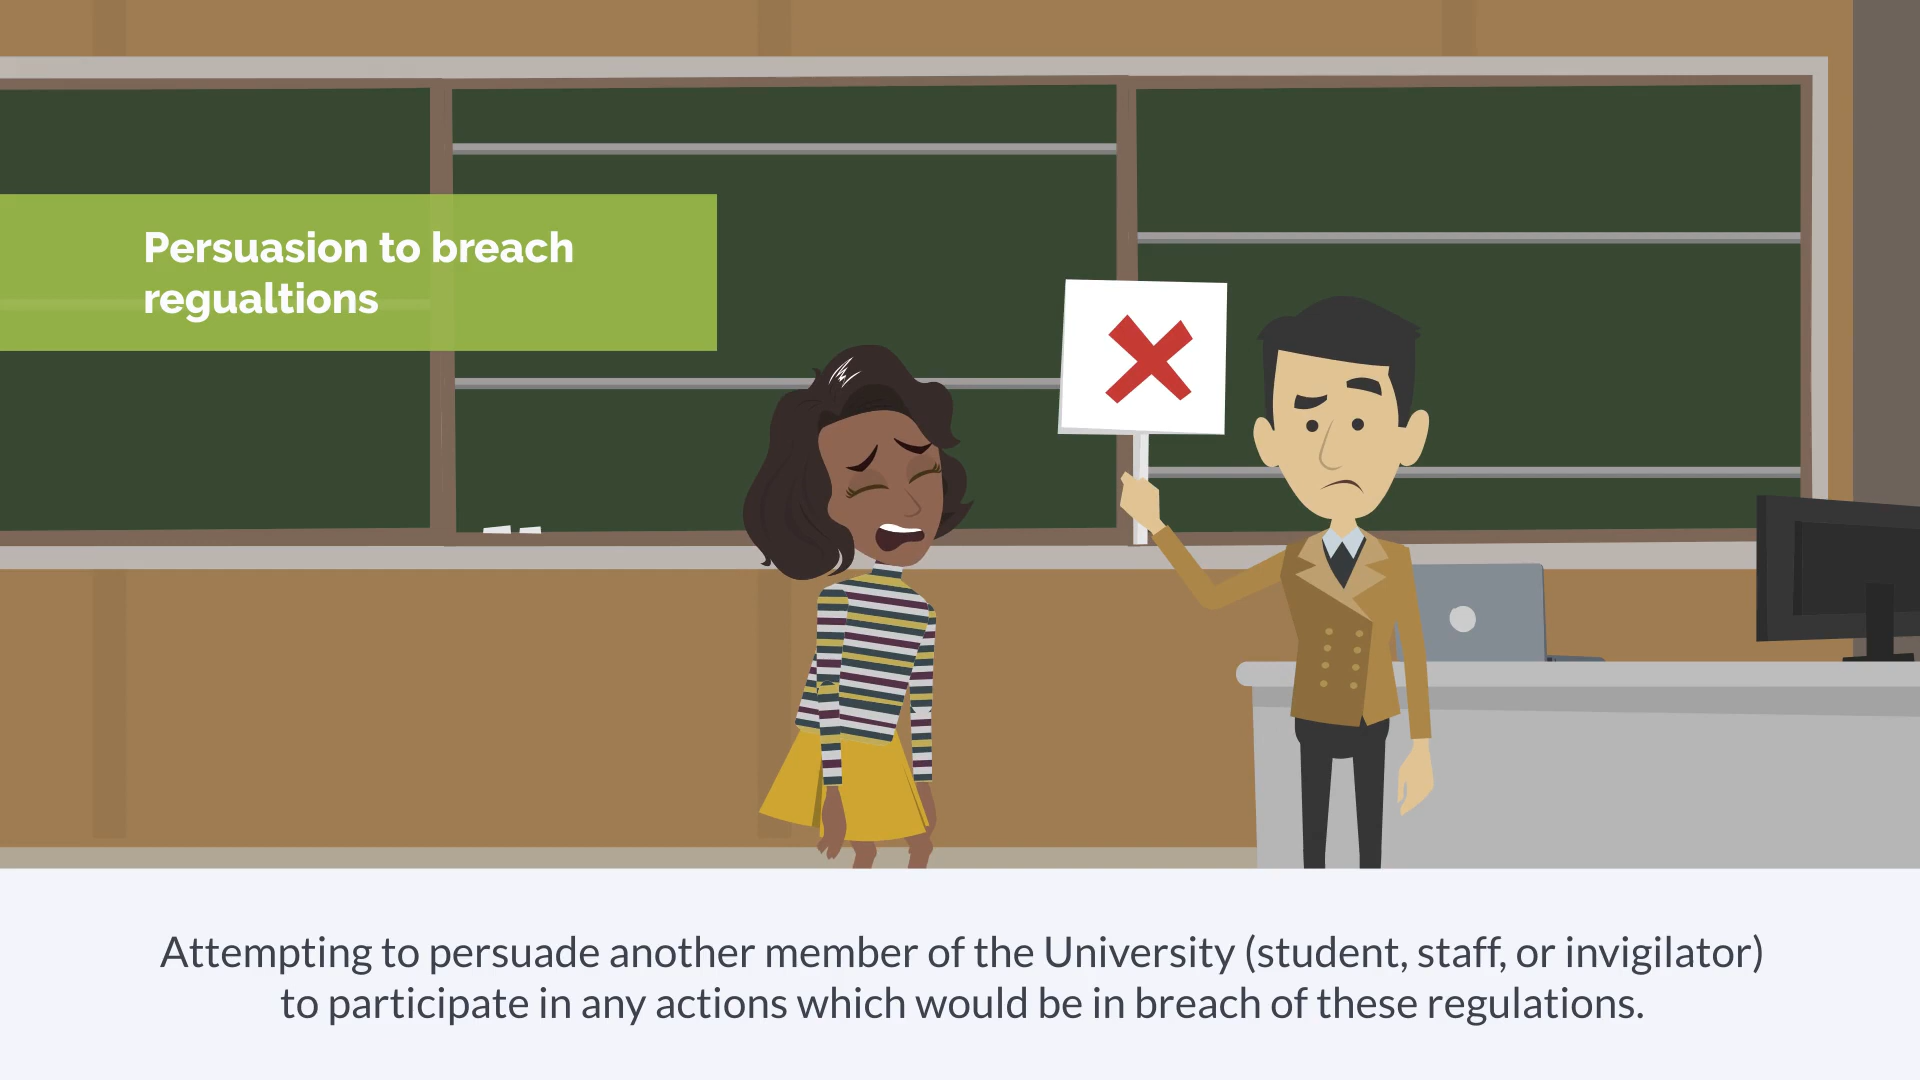 Persuasion to breach
regualtions
Attempting to persuade another member of the University (student, staff, or invigilator)
to participate in any actions which would be in breach of these regulations.